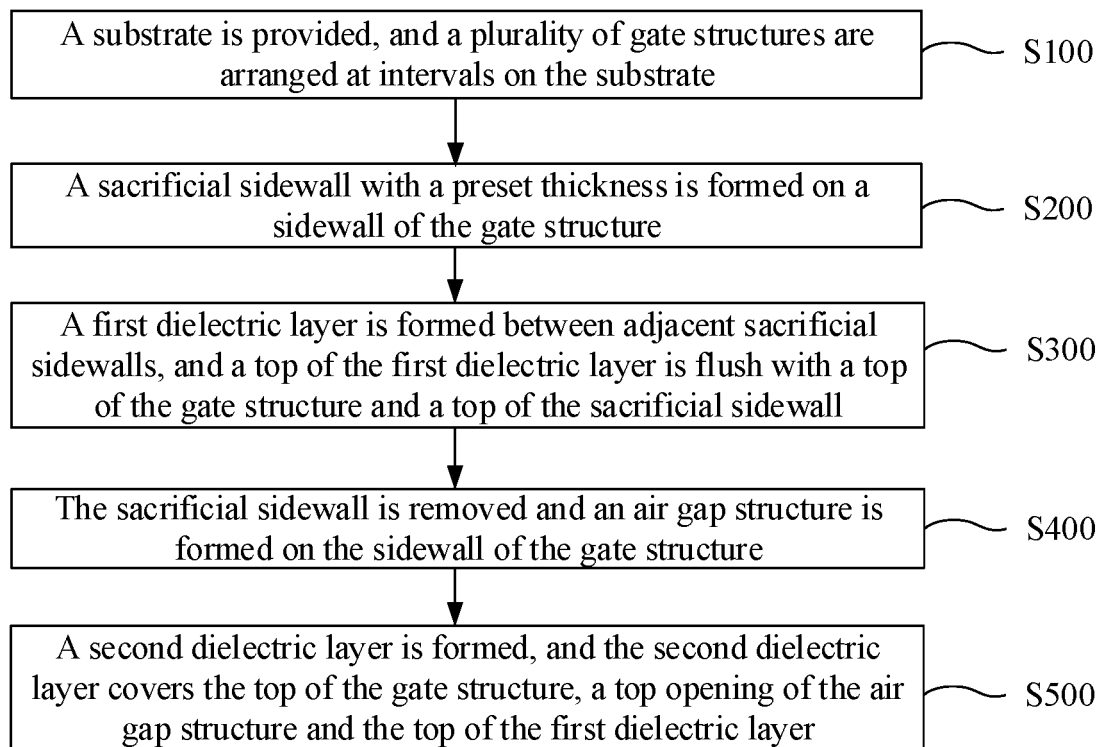 A substrate is provided, and a plurality of gate structures are
arranged at intervals on the substrate
S100
A sacrificial sidewall with a preset thickness is formed on a
sidewall of the gate structure
S200
A first dielectric layer is formed between adjacent sacrificial
sidewalls, and a top of the first dielectric layer is flush with a top
of the gate structure and a top of the sacrificial sidewall
S300
The sacrificial sidewall is removed and an air gap structure is
formed on the sidewall of the gate structure
S400
A second dielectric layer is formed, and the second dielectric
layer covers the top of the gate structure, a top opening of the air
gap structure and the top of the first dielectric layer
S500